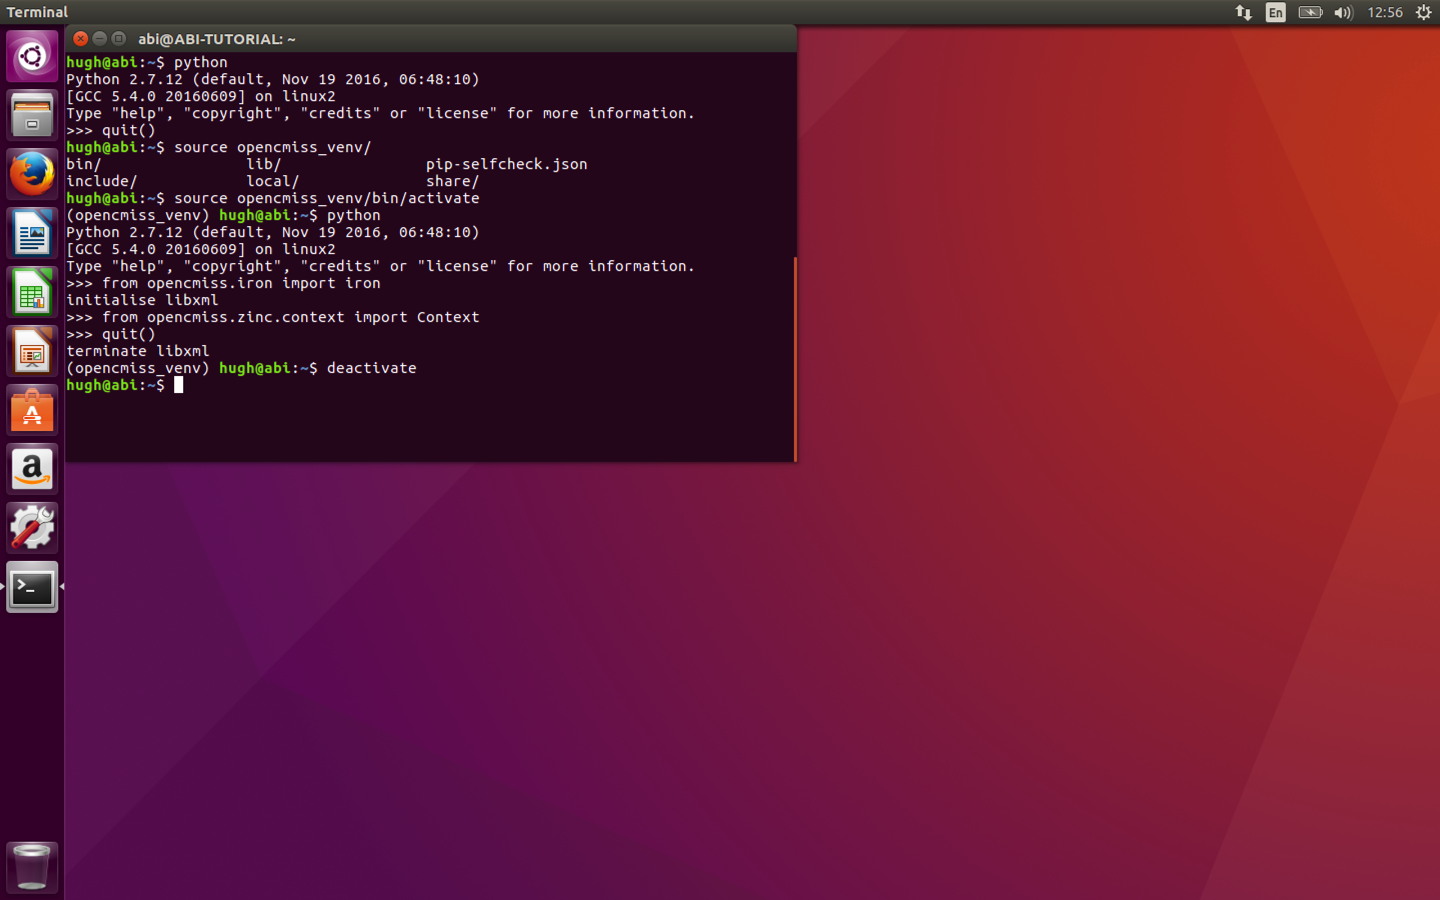 Terminal
En
12:56
abi@ABI-TUTORIAL: ~
hugh@abi:~$ python
Python 2.7.12 (default, Nov 19 2016, 06:48:10)
[GCC 5.4.0 20160609] on linux2
Type "help", "copyright", "credits" or "license" for more information.
>>> quit()
hugh@abi:~$ source opencmiss_venv/
bin/ lib/ pip-selfcheck.json
include/ local/ share/
hugh@abi:~$ source opencmiss_venv/bin/activate
(opencmiss_venv) hugh@abi:~$ python
Python 2.7.12 (default, Nov 19 2016, 06:48:10)
[GCC 5.4.0 20160609] on linux2
Type "help", "copyright", "credits" or "license" for more information.
>>> from opencmiss.iron import iron
initialise libxml
>>> from opencmiss.zinc.context import Context
>>> quit()
terminate libxml
(opencmiss_venv) hugh@abi:~$ deactivate
hugh@abi:~$